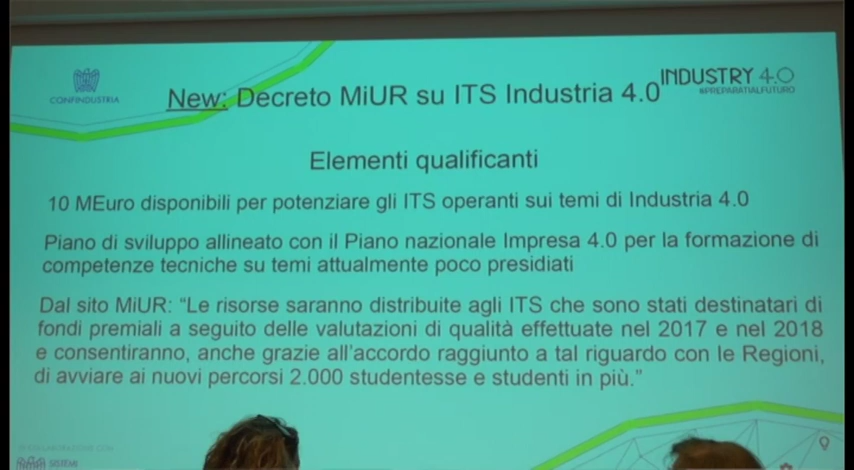 CONFINDUSTRIA
INDUSTRY 4.0
#PREPARATIALFUTURO
New: Decreto MiUR su ITS Industria 4.0
Elementi qualificanti
10 MEuro disponibili per potenziare gli ITS operanti sui temi di Industria 4.0
Piano di sviluppo allineato con il Piano nazionale Impresa 4.0 per la formazione di
competenze tecniche su temi attualmente poco presidiati
Dal sito MiUR: “Le risorse saranno distribuite agli ITS che sono stati destinatari di
fondi premiali a seguito delle valutazioni di qualità effettuate nel 2017 e nel 2018
e consentiranno, anche grazie all’accordo raggiunto a tal riguardo con le Regioni,
di avviare ai nuovi percorsi 2.000 studentesse e studenti in più.”
IN COLLABORAZIONE CON
SISTEMI